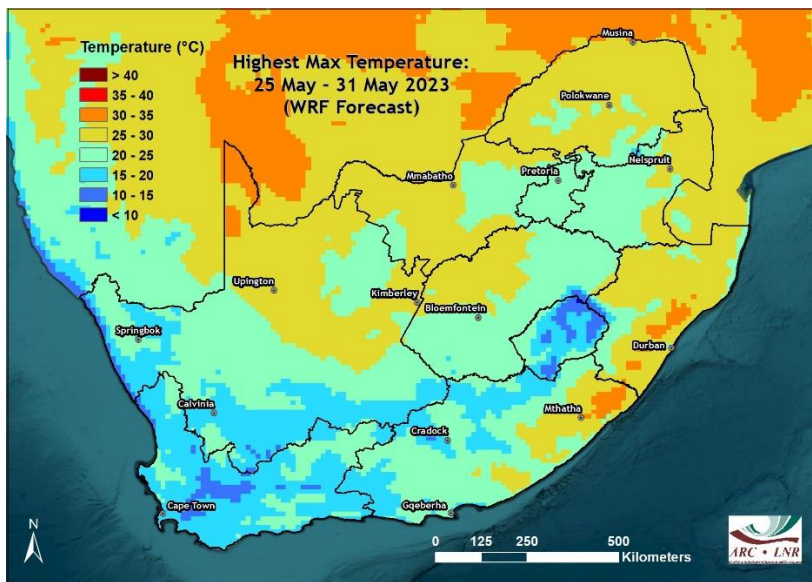 Temperature (°C)
> 40
35 - 40
30 - 35
25 - 30
20 - 25
15 - 20
10 - 15
< 10
Highest Max Temperature:
25 May - 31 May 2023
(WRF Forecast)
Musina
Polokwane
Nelspruit
Pretoria
Mmabatho
Upington
Kimberley
Bloemfontein
Springbok
Durban
Calvinia
Mthatha
Cradock
Cape Town
Gqeberha
N
0 125 250 500
Kilometers
ARC • LNR